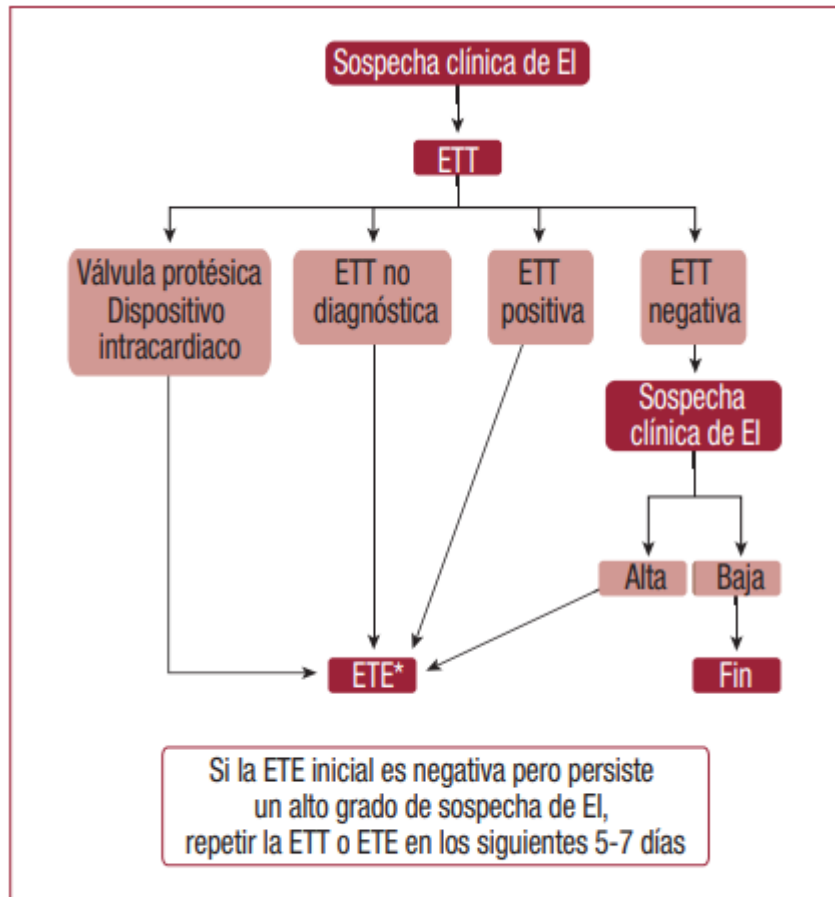 Sospecha clínica de EI
ETT
Válvula protésica
Dispositivo
intracardiaco
ETT no
diagnóstica
ETT
positiva
ETT
negativa
Sospecha
clínica de EI
Alta
Baja
ETE*
Fin
Si la ETE inicial es negativa pero persiste
un alto grado de sospecha de EI,
repetir la ETT o ETE en los siguientes 5-7 días